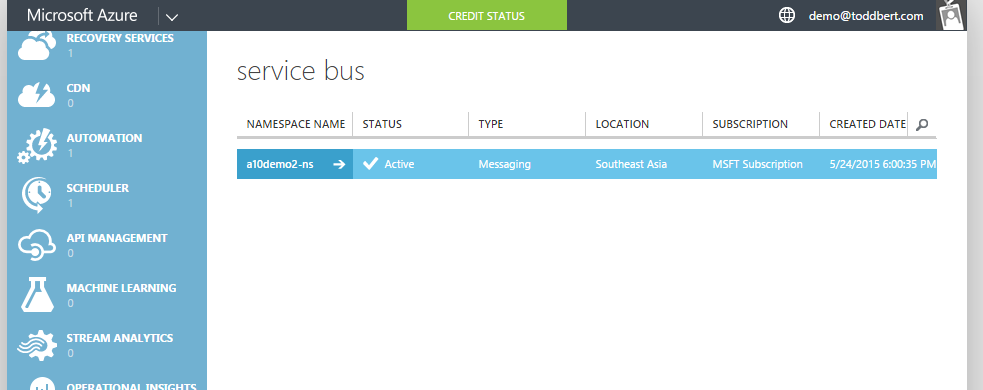 Microsoft Azure
CREDIT STATUS
demo@toddbert.com
RECOVERY SERVICES
1
CDN
0
AUTOMATION
1
SCHEDULER
1
API MANAGEMENT
0
MACHINE LEARNING
0
STREAM ANALYTICS
0
OPERATIONAL INSIGHTS
service bus
NAMESPACE NAME STATUS TYPE LOCATION SUBSCRIPTION CREATED DATE
a10demo2-ns Active Messaging Southeast Asia MSFT Subscription 5/24/2015 6:00:35 PM